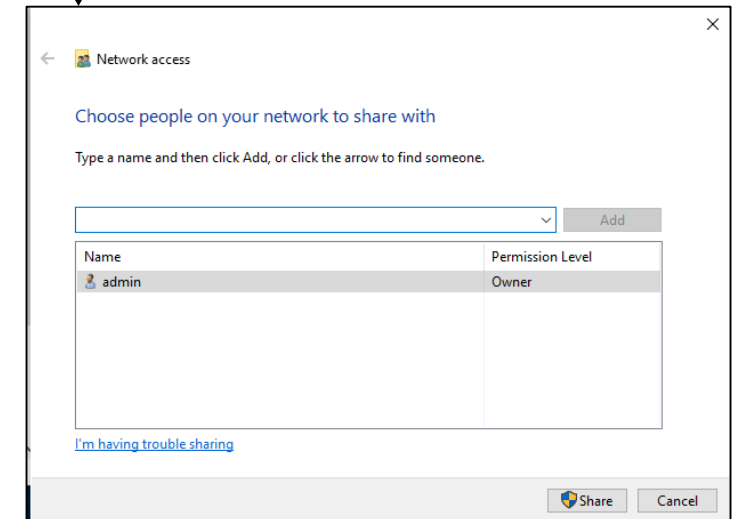 Network access
Choose people on your network to share with
Type a name and then click Add, or click the arrow to find someone.
Add
Name Permission Level
admin Owner
I'm having trouble sharing
Share Cancel